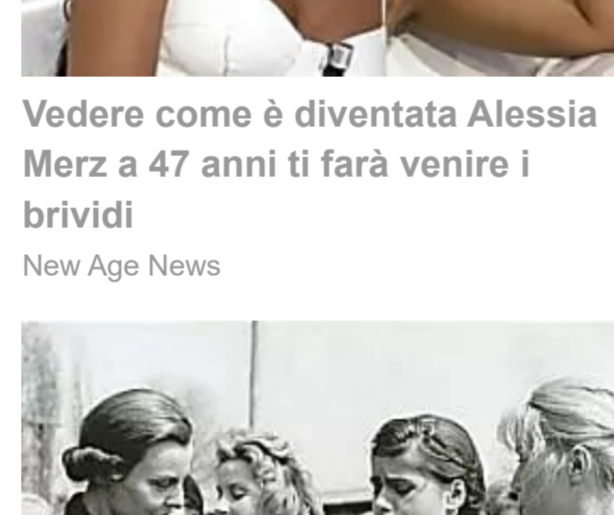 Vedere come è diventata Alessia
Merz a 47 anni ti farà venire i
brividi
New Age News